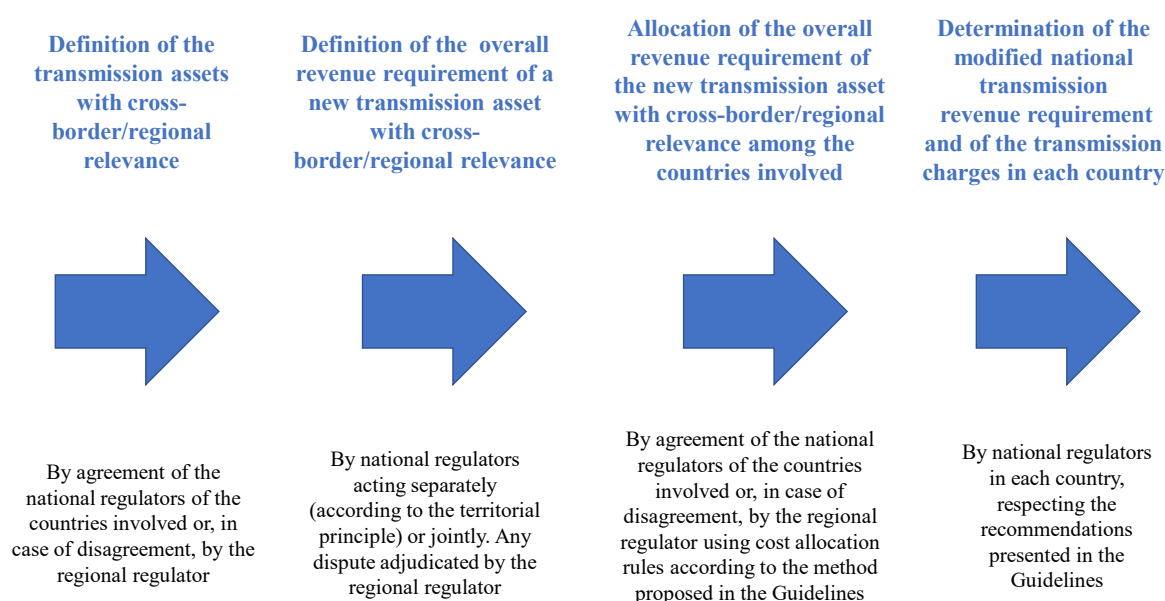 Definition of the
transmission assets
with cross-
border/regional
relevance
Definition of the overall
revenue requirement of a
new transmission asset
with cross-
border/regional relevance
Allocation of the overall
revenue requirement of
the new transmission asset
with cross-border/regional
relevance among the
countries involved
Determination of the
modified national
transmission
revenue requirement
and of the transmission
charges in each country
By agreement of the
national regulators of the
countries involved or, in
case of disagreement, by the
regional regulator
By national regulators
acting separately
(according to the territorial
principle) or jointly. Any
dispute adjudicated by the
regional regulator
By agreement of the national
regulators of the countries
involved or, in case of
disagreement, by the regional
regulator using cost allocation
rules according to the method
proposed in the Guidelines
By national regulators
in each country,
respecting the
recommendations
presented in the
Guidelines